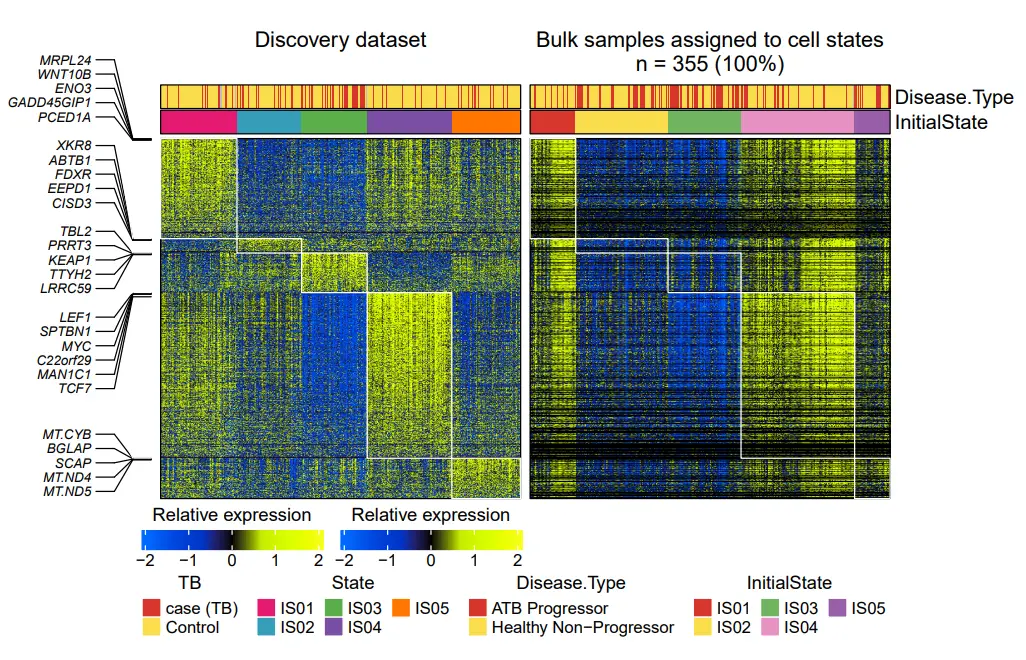 Discovery dataset
Bulk samples assigned to cell states
n = 355 (100%)
Disease.Type
InitialState
MRPL24
WNT10B
ENO3
GADD45GIP1
PCED1A
XKR8
ABTB1
FDXR
EEPD1
CISD3
TBL2
PRRT3
KEAP1
TTYH2
LRRC59
LEF1
SPTBN1
MYC
C22orf29
MAN1C1
TCF7
MT.CYB
BGLAP
SCAP
MT.ND4
MT.ND5
Relative expression
−2 −1 0 1 2
Relative expression
−2 −1 0 1 2
TB
case (TB)
Control
State
IS01 IS03 IS05
IS02 IS04
Disease.Type
ATB Progressor
Healthy Non−Progressor
InitialState
IS01 IS03 IS05
IS02 IS04